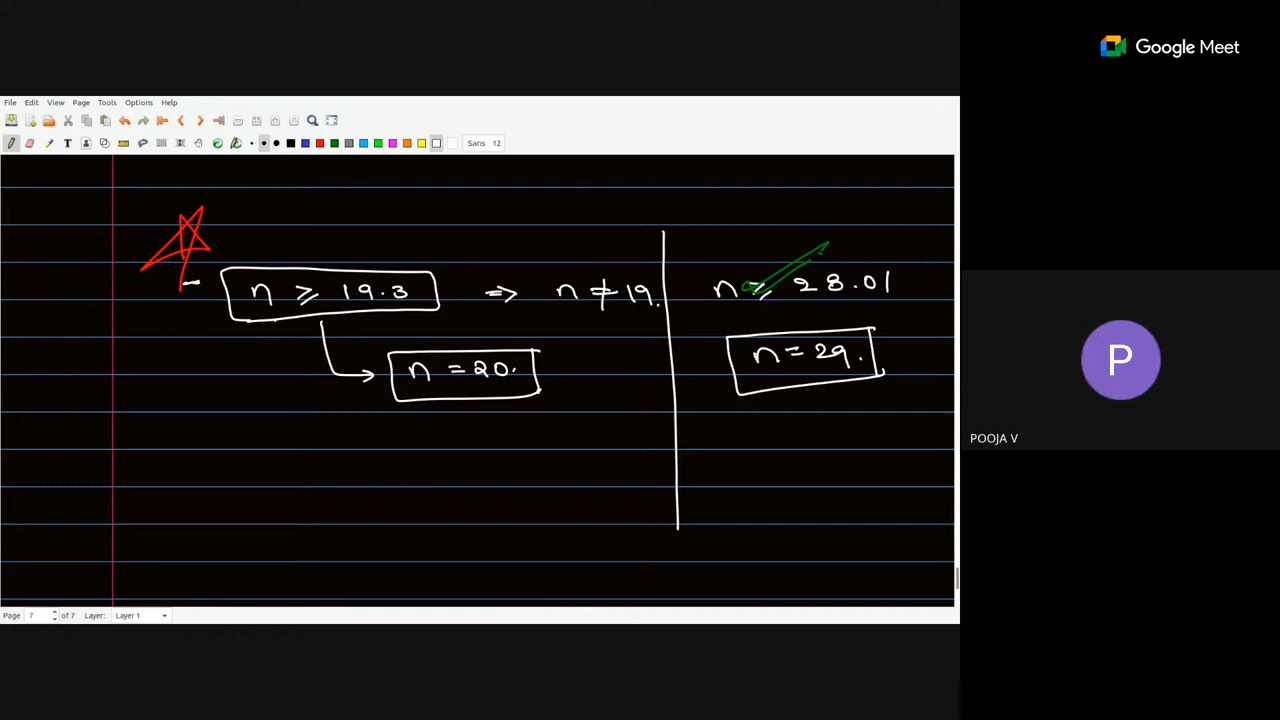 Google Meet
File Edit View Page Tools Options Help
Sans 12
n ≥ 19.3 ⇒ n ≠ 19.
n = 20.
n ≥ 28.01
n = 29.
P
POOJA V
Page 7 of 7 Layer: Layer 1